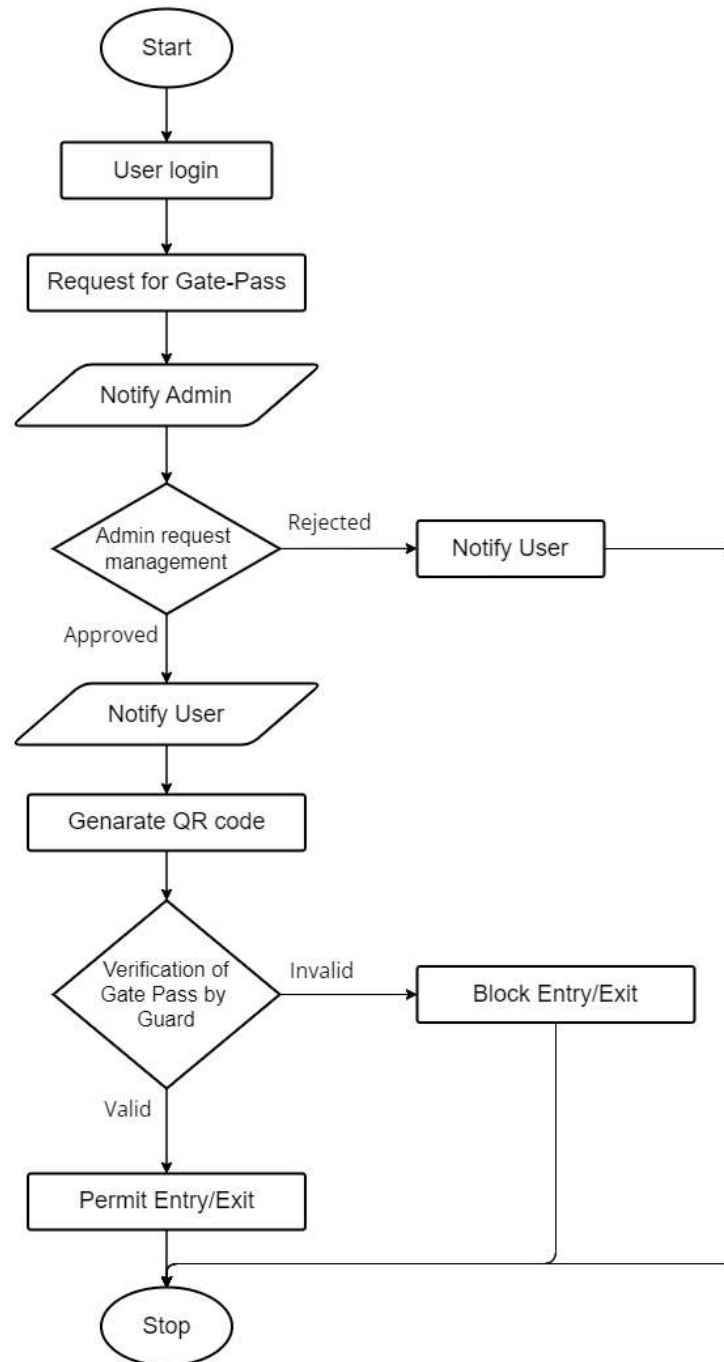 Start
User login
Request for Gate-Pass
Notify Admin
Admin request
management
Rejected
Notify User
Approved
Notify User
Genarate QR code
Verification of
Gate Pass by
Guard
Invalid
Block Entry/Exit
Valid
Permit Entry/Exit
Stop